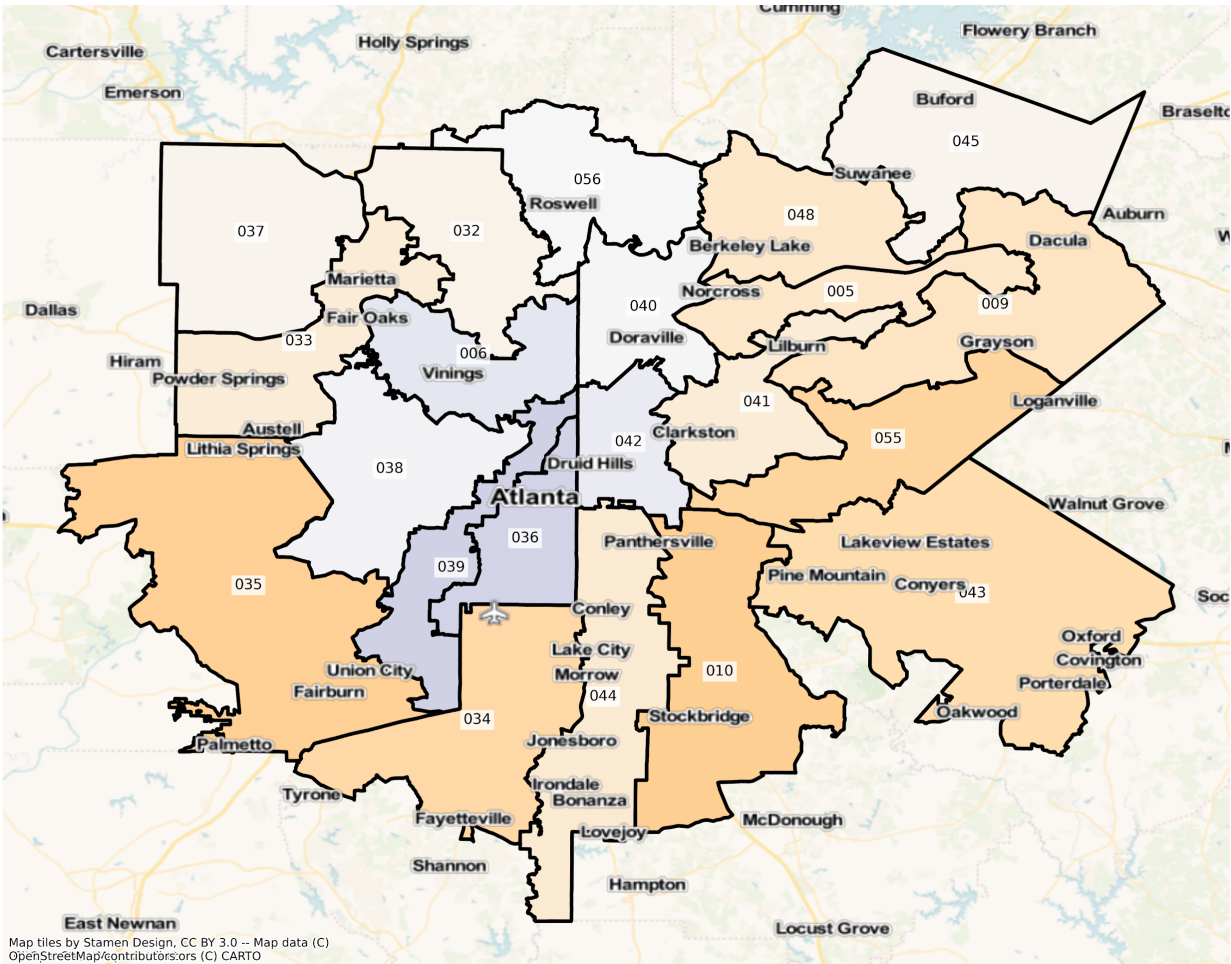 Cumming
Flowery Branch
Holly Springs
Cartersville
Emerson
Buford
Braselto
045
Suwanee
056
Roswell
048
Auburn
037
032
Dacula
Berkeley Lake
Marietta
Norcross
005
009
040
Dallas
Fair Oaks
033
Doraville
Lilburn
Grayson
006
Hiram
Vinings
Powder Springs
041
Loganville
Austell
Clarkston
055
Lithia Springs
042
Druid Hills
038
Atlanta
Walnut Grove
036
Panthersville
Lakeview Estates
039
Pine Mountain
Conyers
043
035
Soc
Conley
Oxford
Lake City
Covington
Union City
Morrow
010
Porterdale
Fairburn
044
Oakwood
034
Stockbridge
Palmetto
Jonesboro
Irondale
Tyrone
Bonanza
Fayetteville
McDonough
Lovejoy
Shannon
Hampton
East Newnan
Locust Grove
Map tiles by Stamen Design, CC BY 3.0 -- Map data (C)
OpenStreetMap contributors (C) CARTO